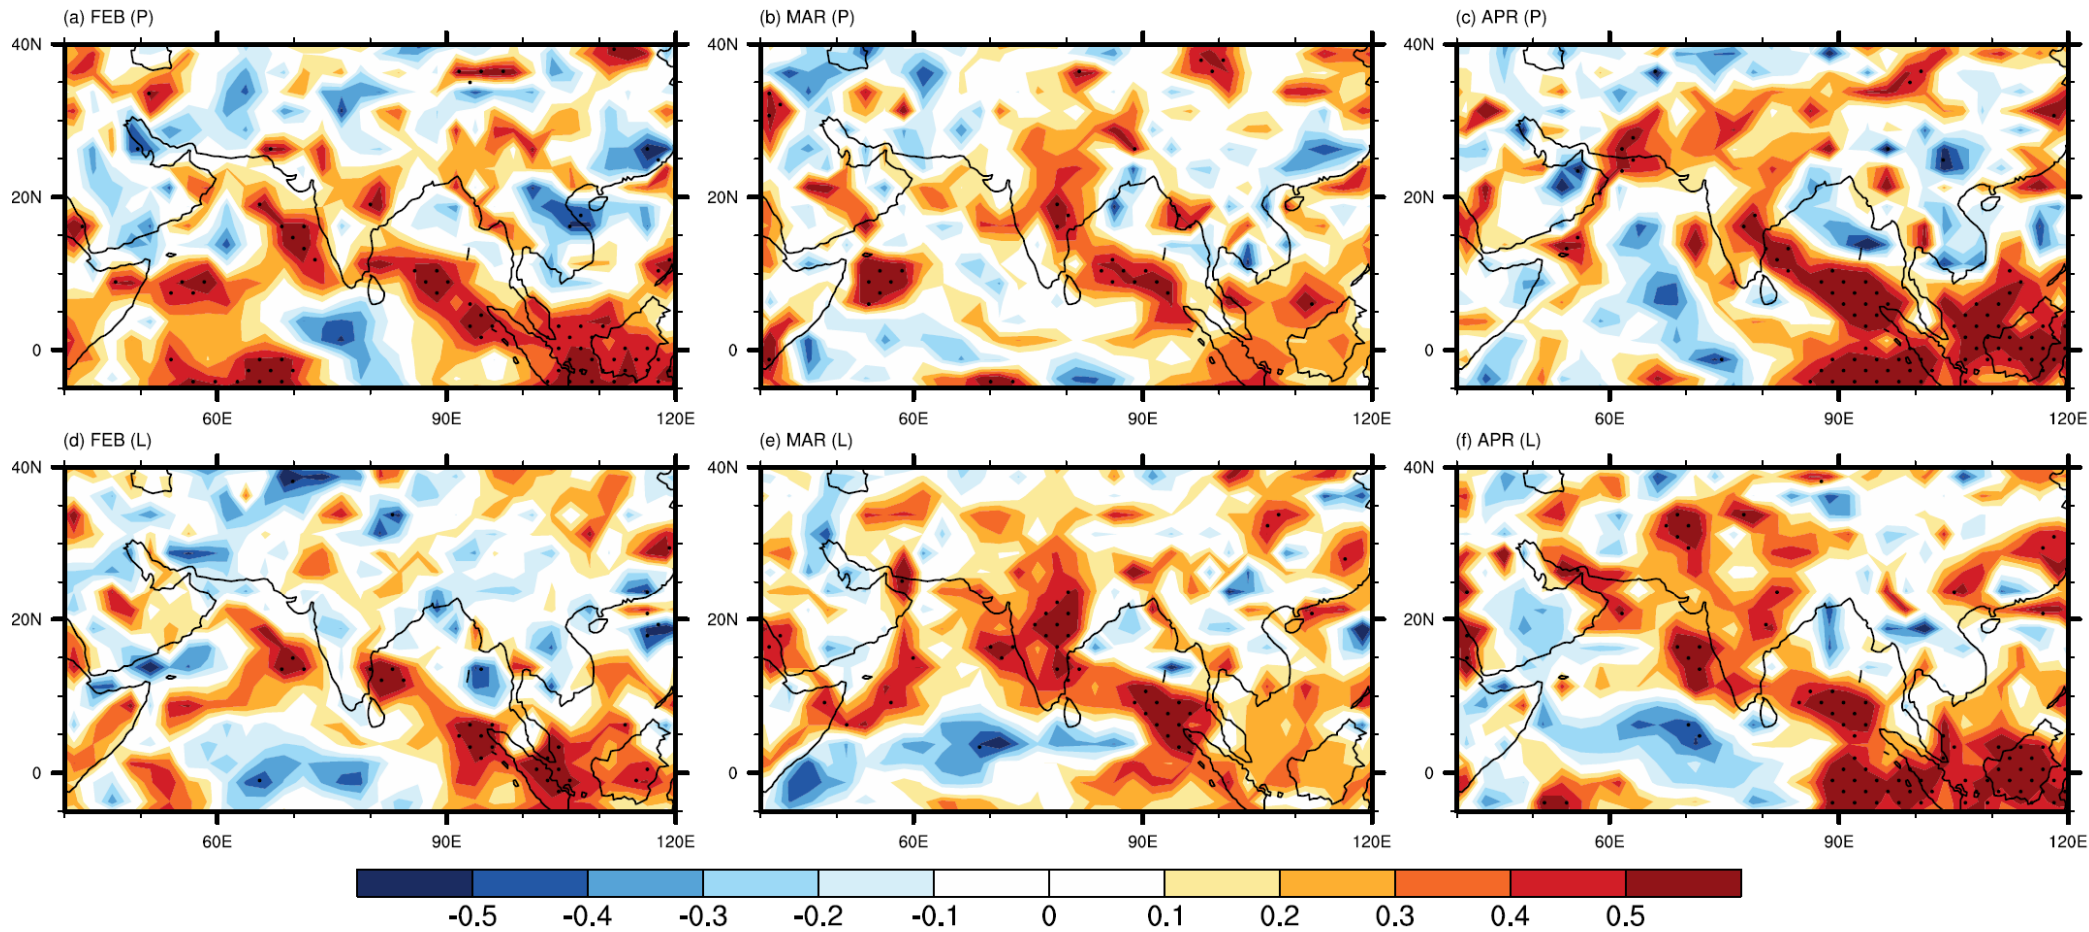 (a) FEB (P)
(b) MAR (P)
(c) APR (P)
40N
20N
0
60E
90E
120E
40N
20N
0
60E
90E
120E
40N
20N
0
60E
90E
120E
(d) FEB (L)
(e) MAR (L)
(f) APR (L)
40N
20N
0
60E
90E
120E
40N
20N
0
60E
90E
120E
40N
20N
0
60E
90E
120E
-0.5 -0.4 -0.3 -0.2 -0.1 0 0.1 0.2 0.3 0.4 0.5